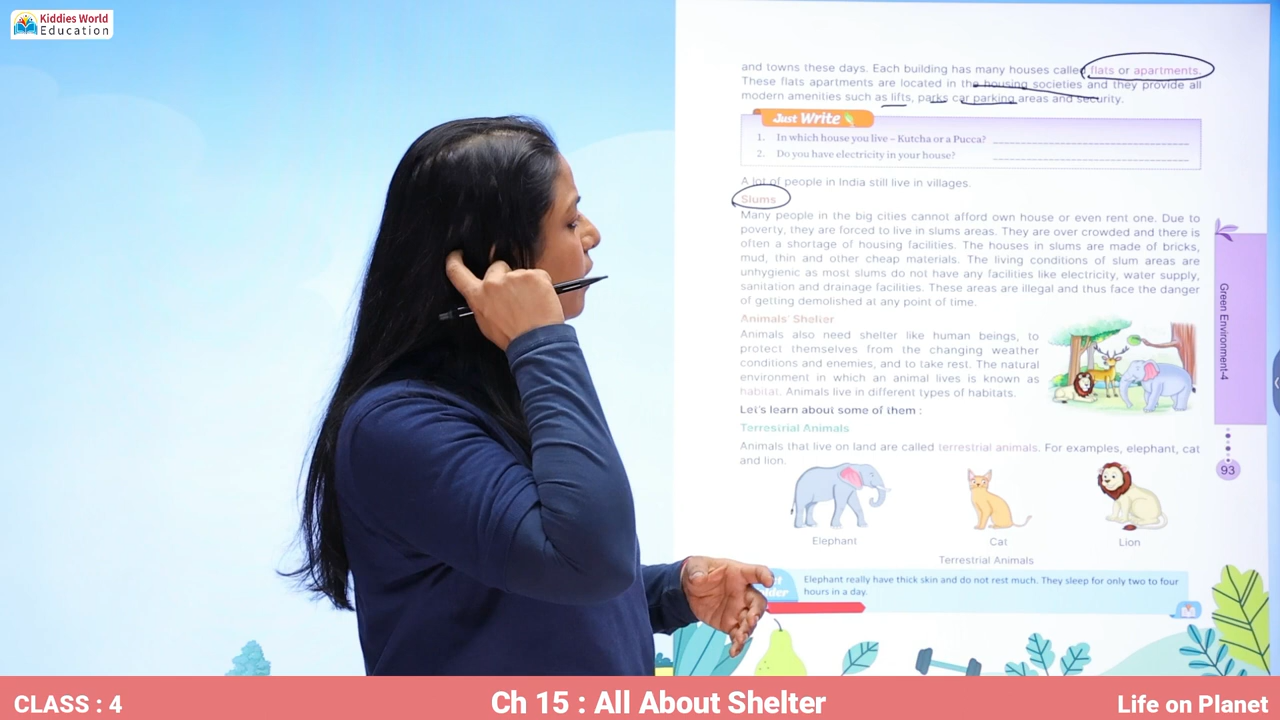 Kiddies World
Education
and towns these days. Each building has many houses called flats or apartments.
These flats apartments are located in the housing societies and they provide all
modern amenities such as lifts, parks car parking areas and security.
Just Write
1. In which house you live – Kutcha or a Pucca?
2. Do you have electricity in your house?
A lot of people in India still live in villages.
Slums
Many people in the big cities cannot afford own house or even rent one. Due to
poverty, they are forced to live in slums areas. They are over crowded and there is
often a shortage of housing facilities. The houses in slums are made of bricks,
mud, thin and other cheap materials. The living conditions of slum areas are
unhygienic as most slums do not have any facilities like electricity, water supply,
sanitation and drainage facilities. These areas are illegal and thus face the danger
of getting demolished at any point of time.
Animals' Shelter
Animals also need shelter like human beings, to
protect themselves from the changing weather
conditions and enemies, and to take rest. The natural
environment in which an animal lives is known as
habitat. Animals live in different types of habitats.
Let's learn about some of them :
Terrestrial Animals
Animals that live on land are called terrestrial animals. For examples, elephant, cat
and lion.
Elephant Cat Lion
Terrestrial Animals
Elephant really have thick skin and do not rest much. They sleep for only two to four
hours in a day.
Green Environment-4
93
CLASS : 4
Ch 15 : All About Shelter
Life on Planet